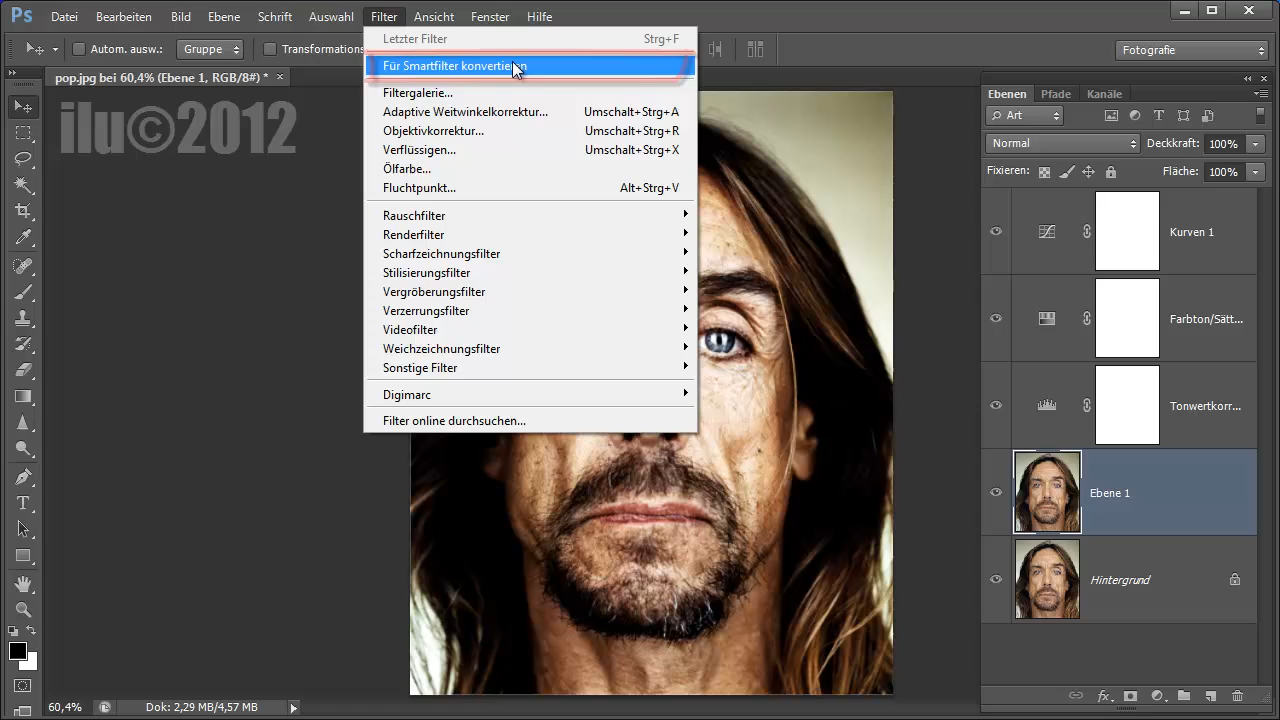 Ps Datei Bearbeiten Bild Ebene Schrift Auswahl Filter Ansicht Fenster Hilfe
Autom. ausw.: Gruppe Transformations Fotografie
pop.jpg bei 60,4% (Ebene 1, RGB/8#) *
ilu©2012
Letzter Filter Strg+F
Für Smartfilter konvertieren
Filtergalerie...
Adaptive Weitwinkelkorrektur... Umschalt+Strg+A
Objektivkorrektur... Umschalt+Strg+R
Verflüssigen... Umschalt+Strg+X
Ölfarbe...
Fluchtpunkt... Alt+Strg+V
Rauschfilter
Renderfilter
Scharfzeichnungsfilter
Stilisierungsfilter
Vergröberungsfilter
Verzerrungsfilter
Videofilter
Weichzeichnungsfilter
Sonstige Filter
Digimarc
Filter online durchsuchen...
Ebenen Pfade Kanäle
Art
Normal Deckkraft: 100%
Fixieren: Fläche: 100%
Kurven 1
Farbton/Sätt...
Tonwertkorr...
Ebene 1
Hintergrund
60,4% Dok: 2,29 MB/4,57 MB